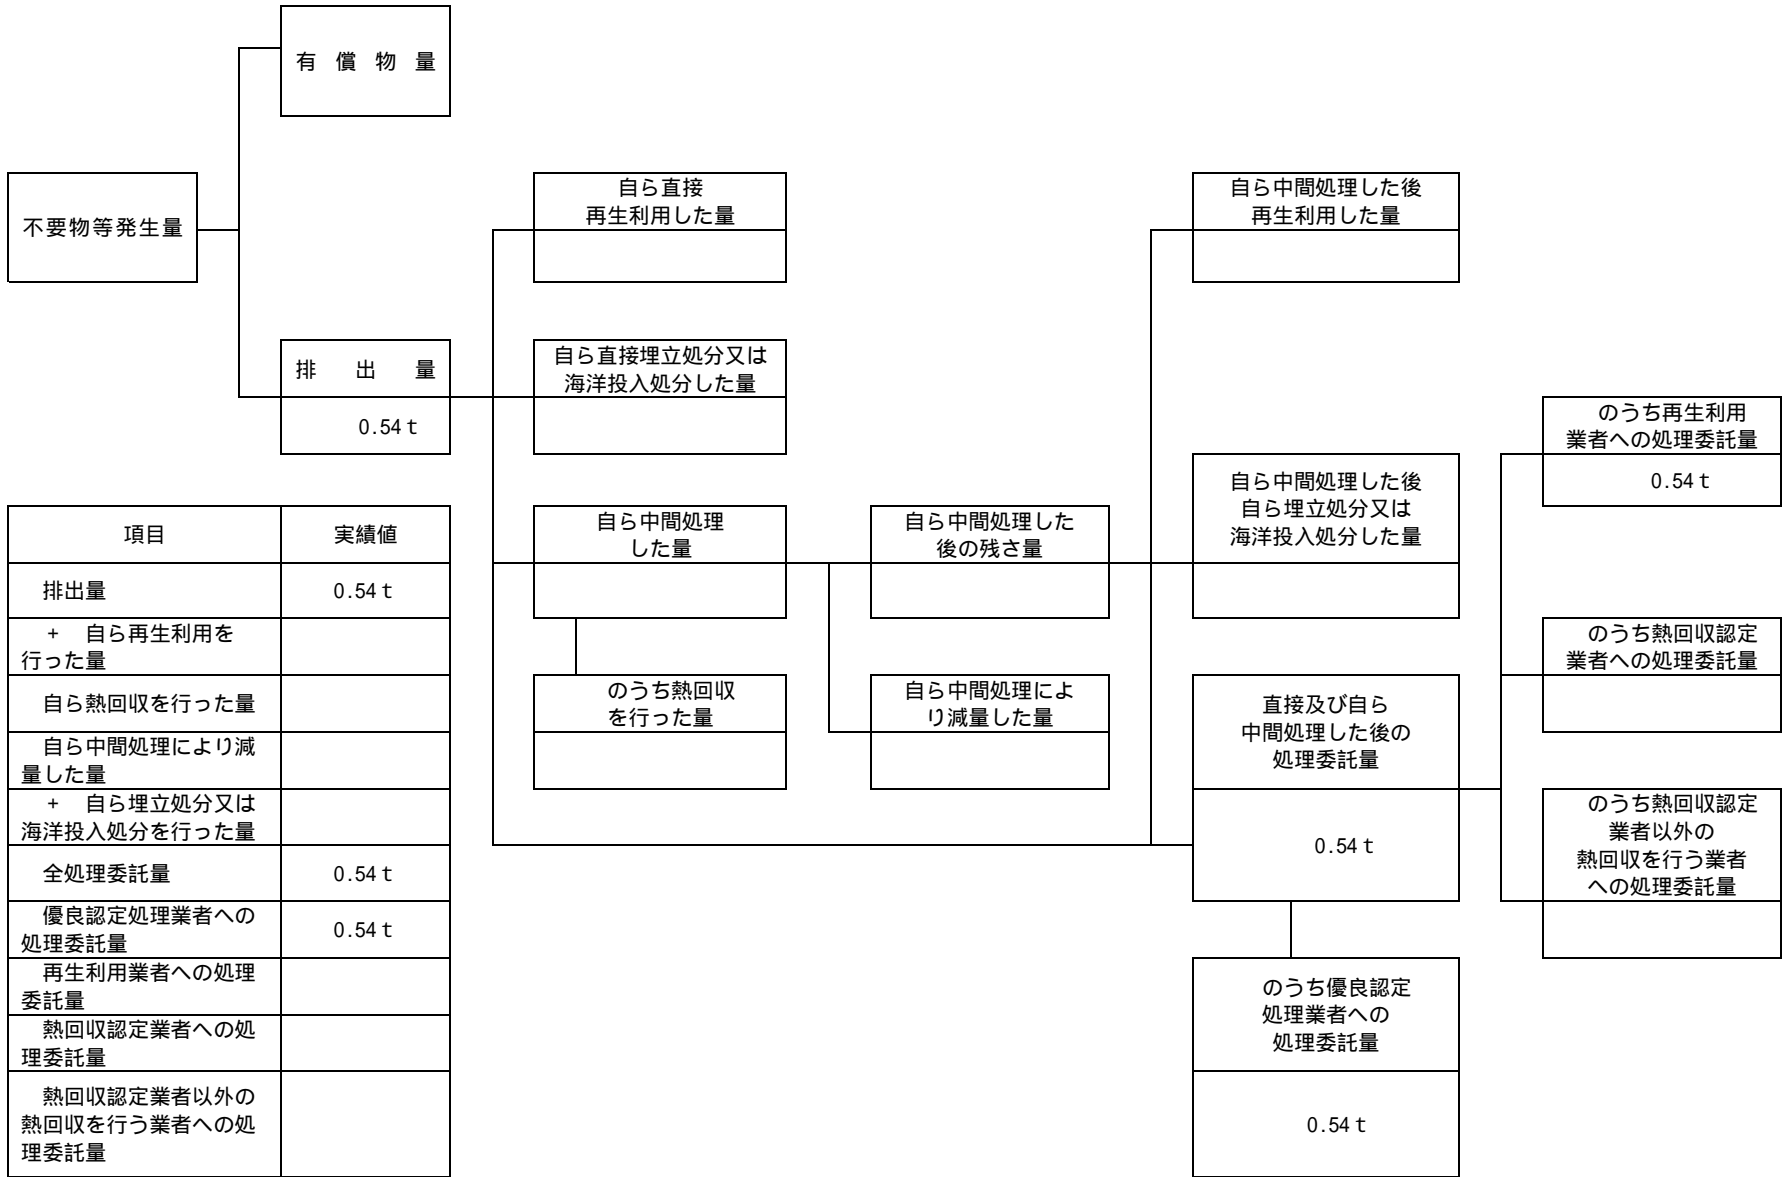 有償物量
不要物等発生量
排出量
0.54ｔ
自ら直接
再生利用した量
自ら直接埋立処分又は
海洋投入処分した量
自ら中間処理
した量
のうち熱回収
を行った量
自ら中間処理した
後の残さ量
自ら中間処理によ
り減量した量
自ら中間処理した後
再生利用した量
自ら中間処理した後
自ら埋立処分又は
海洋投入処分した量
直接及び自ら
中間処理した後の
処理委託量
0.54ｔ
のうち優良認定
処理業者への
処理委託量
0.54ｔ
のうち再生利用
業者への処理委託量
0.54ｔ
のうち熱回収認定
業者への処理委託量
のうち熱回収認定
業者以外の
熱回収を行う業者
への処理委託量
項目 実績値
排出量 0.54ｔ
+ 自ら再生利用を
行った量
自ら熱回収を行った量
自ら中間処理により減
量した量
+ 自ら埋立処分又は
海洋投入処分を行った量
全処理委託量 0.54ｔ
優良認定処理業者への
処理委託量 0.54ｔ
再生利用業者への処理
委託量
熱回収認定業者への処
理委託量
熱回収認定業者以外の
熱回収を行う業者への処
理委託量